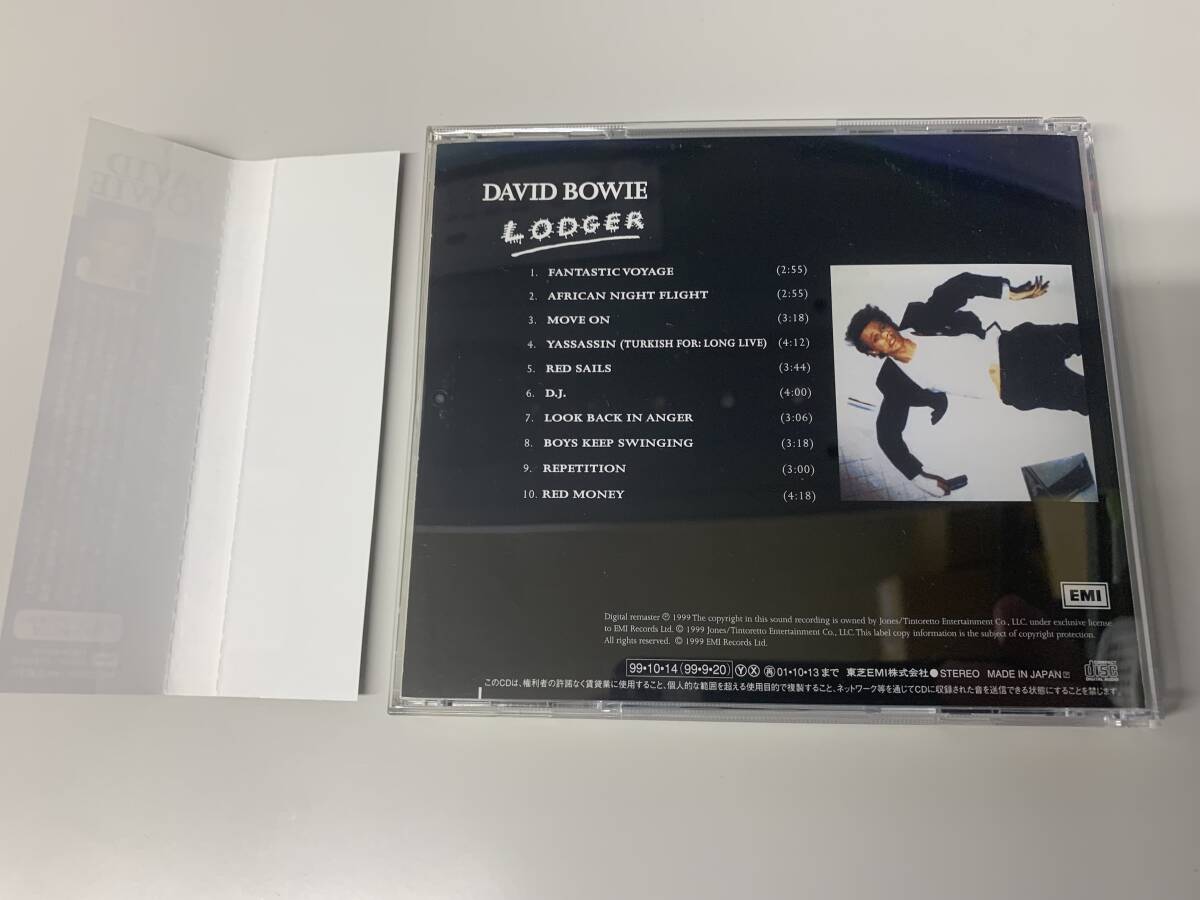 DAVID BOWIE
LODGER
1. FANTASTIC VOYAGE (2:55)
2. AFRICAN NIGHT FLIGHT (2:55)
3. MOVE ON (3:18)
4. YASSASSIN (TURKISH FOR: LONG LIVE) (4:12)
5. RED SAILS (3:44)
6. D.J. (4:00)
7. LOOK BACK IN ANGER (3:06)
8. BOYS KEEP SWINGING (3:18)
9. REPETITION (3:00)
10. RED MONEY (4:18)
EMI
Digital remaster ℗ 1999 The copyright in this sound recording is owned by Jones/Tintoretto Entertainment Co., LLC. under exclusive license
to EMI Records Ltd. © 1999 Jones/Tintoretto Entertainment Co., LLC. This label copy information is the subject of copyright protection.
All rights reserved. © 1999 EMI Records Ltd.
99・10・14 (99・9・20) Ⓨ Ⓧ ㊮ 01・10・13まで 東芝EMI株式会社 ●STEREO MADE IN JAPAN
COMPACT disc DIGITAL AUDIO
このCDは、権利者の許諾なく賃貸業に使用すること、個人的な範囲を超える使用目的で複製すること、ネットワーク等を通じてCDに収録された音を送信できる状態にすることを禁じます。